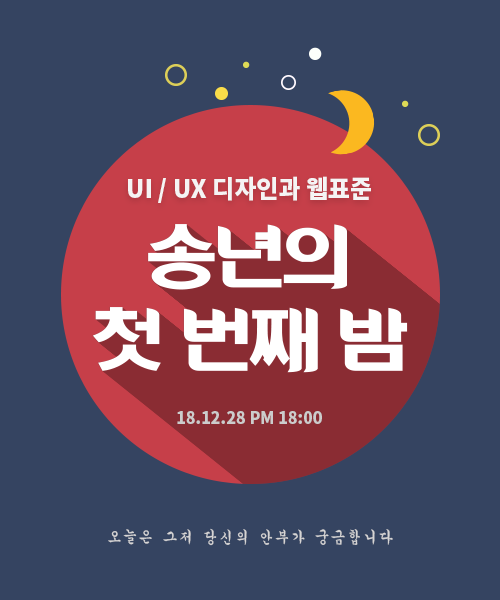 UI / UX 디자인과 웹표준
송년의
첫 번째 밤
18.12.28 PM 18:00
오늘은 그저 당신의 안부가 궁금합니다